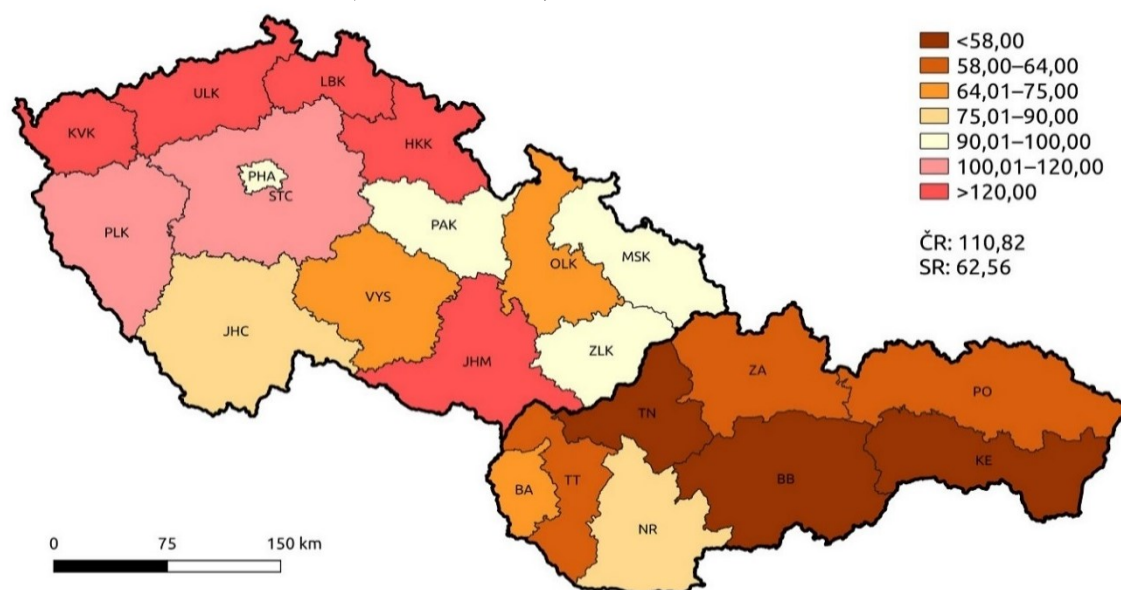 <58,00
58,00–64,00
64,01–75,00
75,01–90,00
90,01–100,00
100,01–120,00
>120,00
ČR: 110,82
SR: 62,56
LBK
ULK
KVK
HKK
PHA
STC
PAK
PLK
MSK
OLK
VYS
JHC
ZLK
JHM
ZA
PO
TN
KE
TT
BB
BA
NR
0 75 150 km